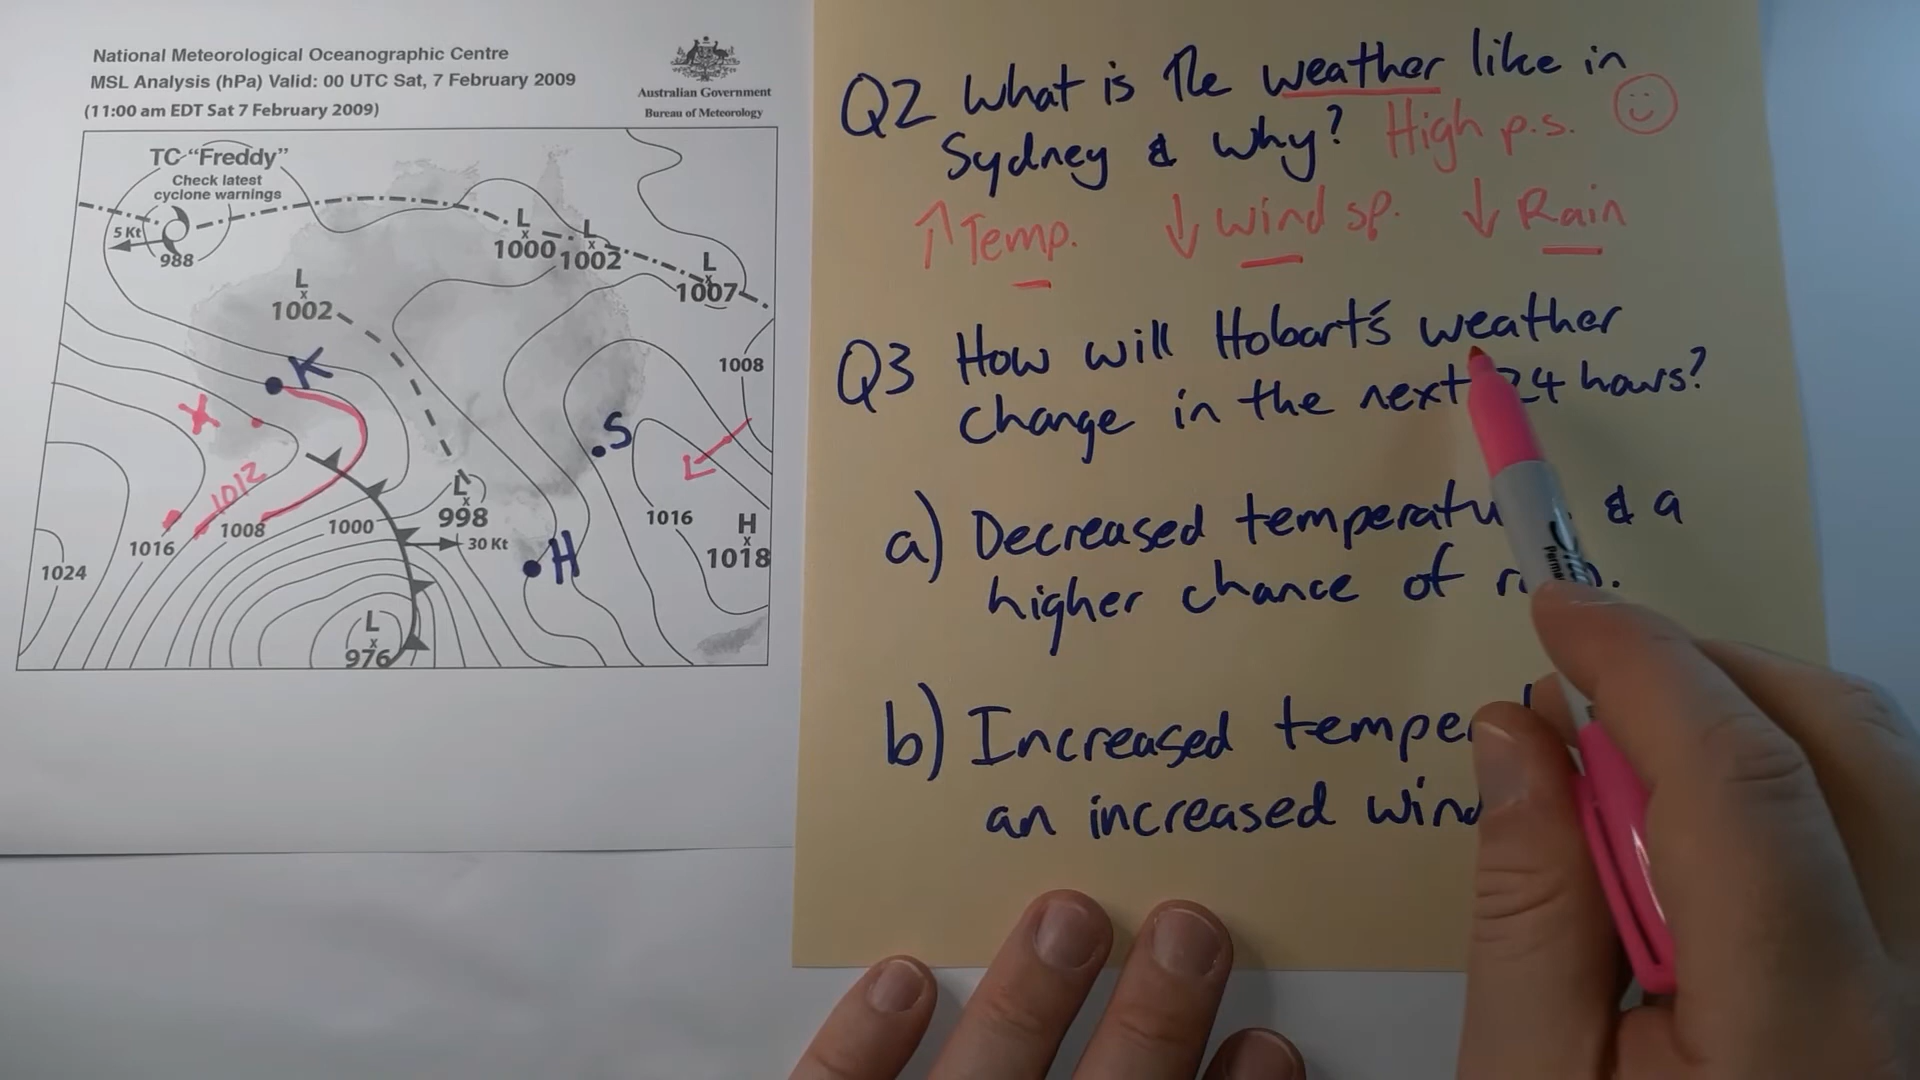 National Meteorological Oceanographic Centre
MSL Analysis (hPa) Valid: 00 UTC Sat, 7 February 2009
(11:00 am EDT Sat 7 February 2009)
Australian Government
Bureau of Meteorology
TC "Freddy"
Check latest
cyclone warnings
5 Kt
988
L
x
1000
L
x
1002
L
x
1007
L
x
1002
K
1008
X
S
1012
L
x
998
1016
1008
1000
1016
H
x
1018
30 Kt
H
1024
L
x
976
Q2 What is the weather like in
Sydney & why? High p.s.
↑ Temp. ↓ Wind sp. ↓ Rain
Q3 How will Hobart's weather
change in the next 24 hours?
a) Decreased & a
higher chance of
b) Increased
an increased